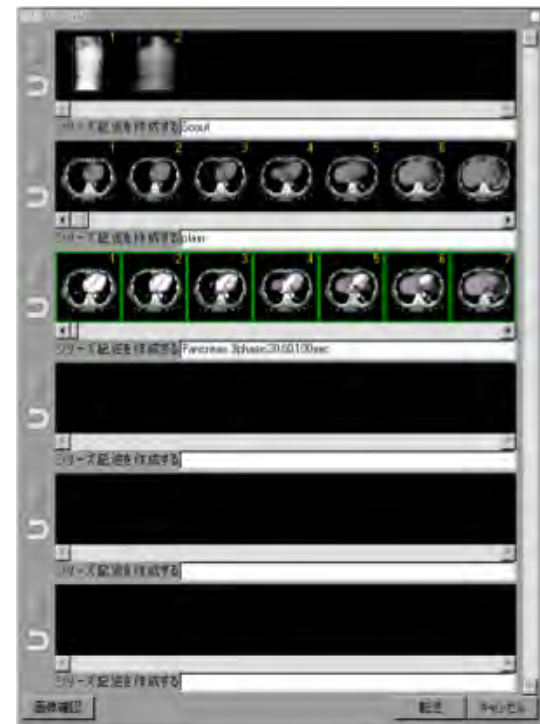 1 2
シリーズ記述を作成する Scout
1 2 3 4 5 6 7
シリーズ記述を作成する plain
1 2 3 4 5 6 7
シリーズ記述を作成する Pancreas 3phase;30,60,100sec
シリーズ記述を作成する
シリーズ記述を作成する
シリーズ記述を作成する
画像確認 転送 キャンセル